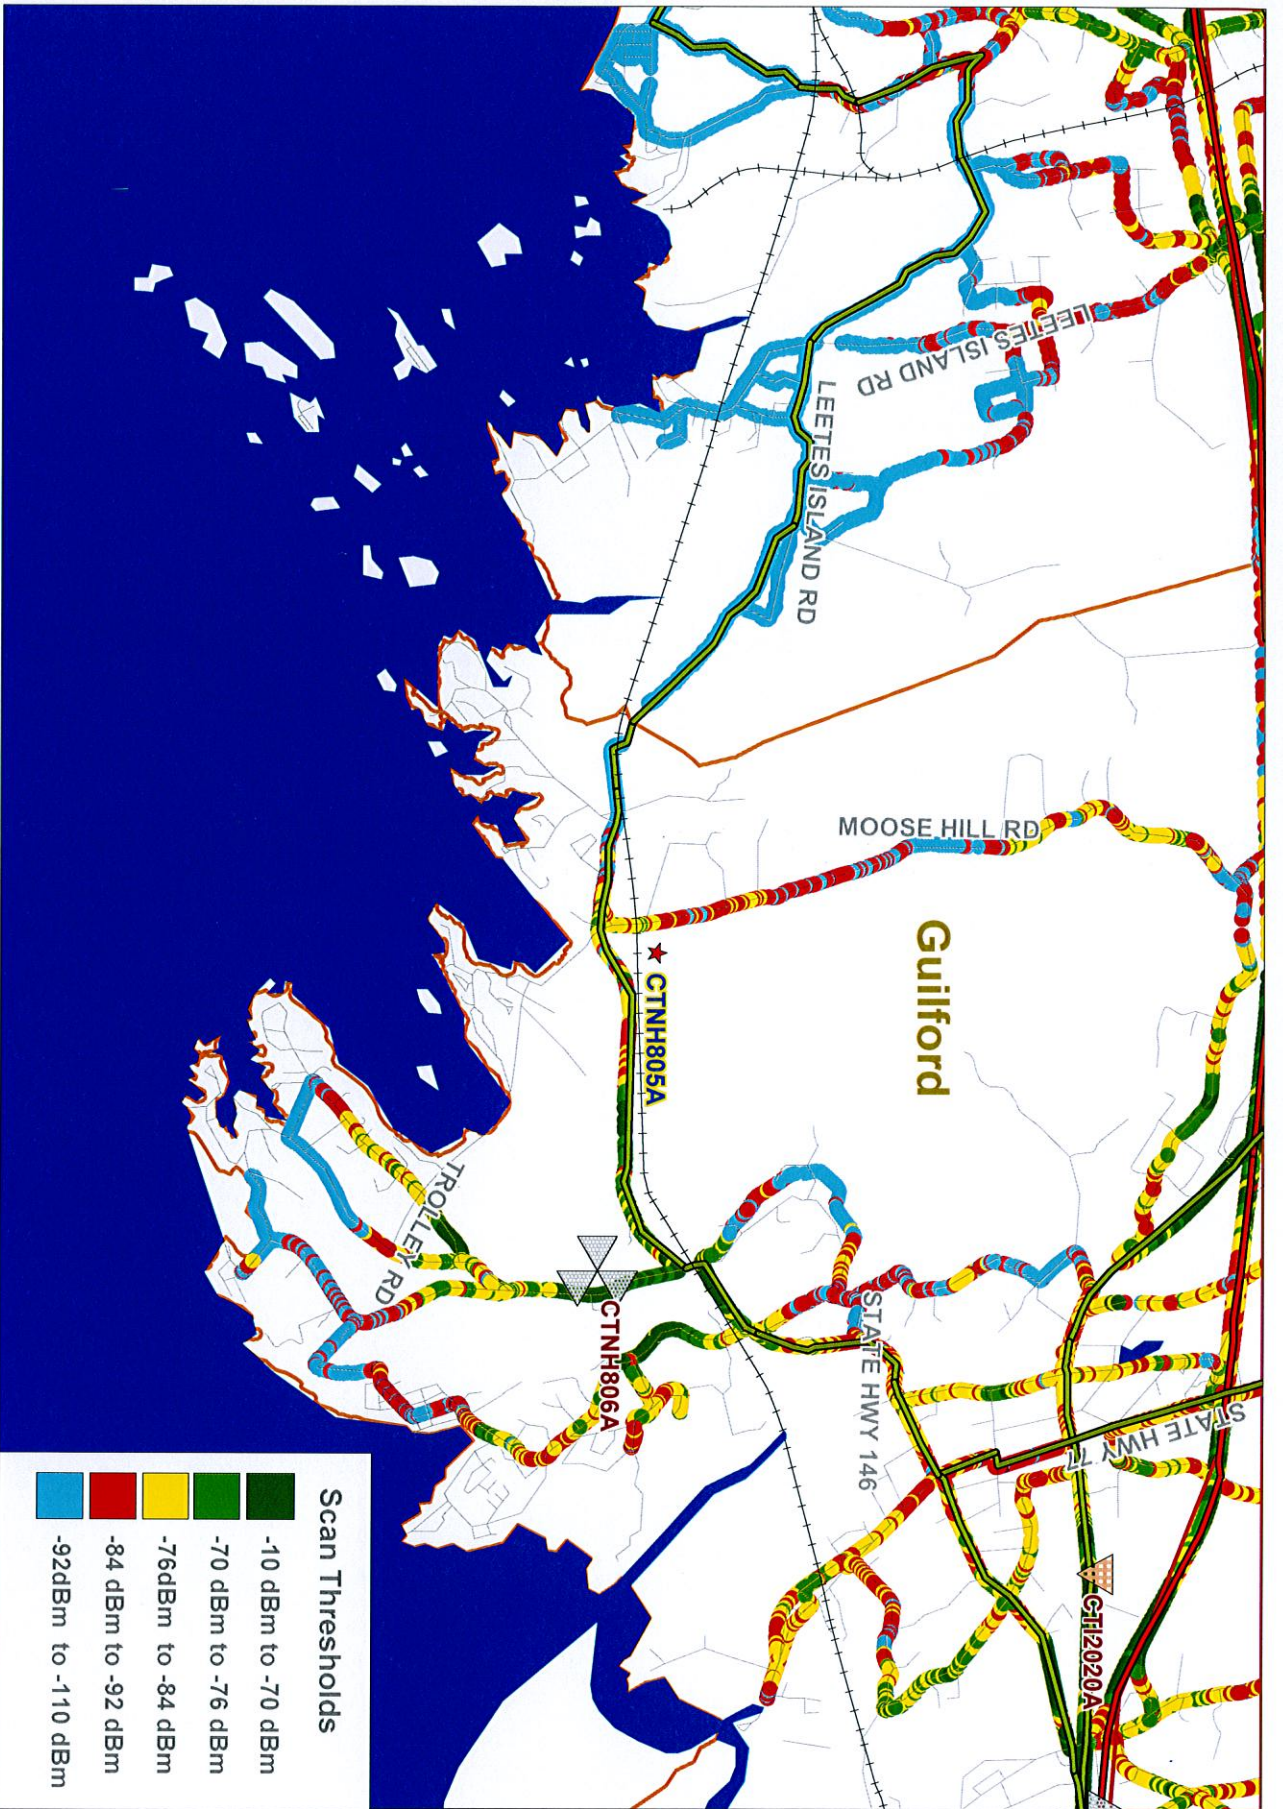 LEETES ISLAND RD
LEETES ISLAND RD
MOOSE HILL RD
Guilford
CTNH805A
TROLLEY RD
CTNH806A
STATE HWY 146
STATE HWY 77
CT12020A
Scan Thresholds
-10 dBm to -70 dBm
-70 dBm to -76 dBm
-76dBm to -84 dBm
-84 dBm to -92 dBm
-92dBm to -110 dBm